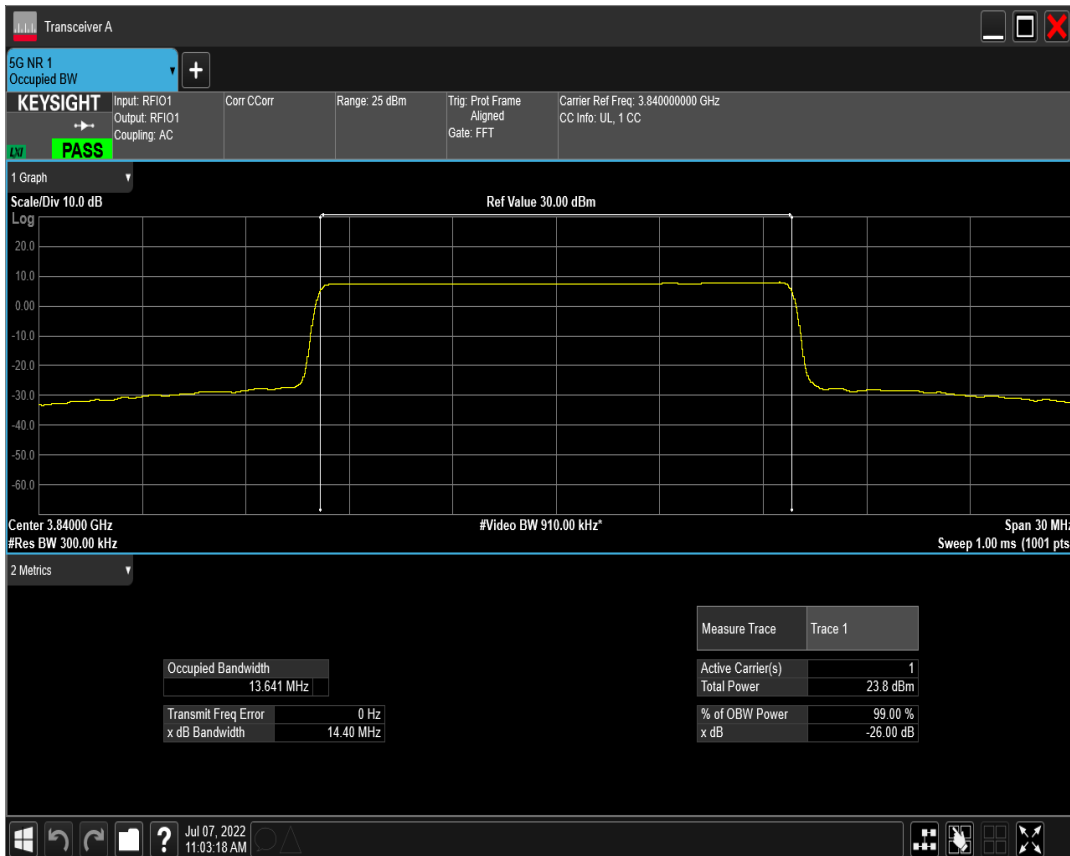 Transceiver A
5G NR 1
Occupied BW
+
KEYSIGHT
LXI
PASS
Input: RFIO1
Output: RFIO1
Coupling: AC
Corr CCorr
Range: 25 dBm
Trig: Prot Frame
Aligned
Gate: FFT
Carrier Ref Freq: 3.840000000 GHz
CC Info: UL, 1 CC
1 Graph
Scale/Div 10.0 dB
Ref Value 30.00 dBm
Log
20.0
10.0
0.00
-10.0
-20.0
-30.0
-40.0
-50.0
-60.0
Center 3.84000 GHz
#Video BW 910.00 kHz*
Span 30 MHz
#Res BW 300.00 kHz
Sweep 1.00 ms (1001 pts
2 Metrics
Measure Trace Trace 1
Occupied Bandwidth
13.641 MHz
Active Carrier(s) 1
Total Power 23.8 dBm
Transmit Freq Error 0 Hz
x dB Bandwidth 14.40 MHz
% of OBW Power 99.00 %
x dB -26.00 dB
?
Jul 07, 2022
11:03:18 AM